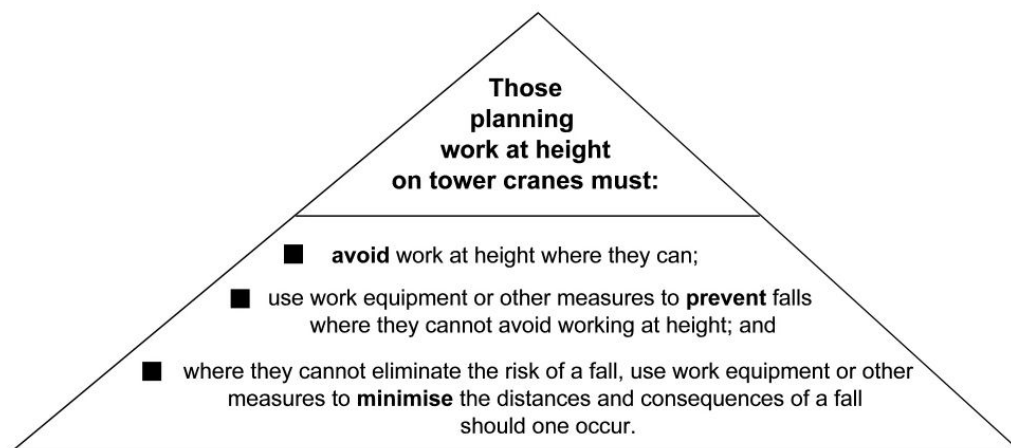 Those
planning
work at height
on tower cranes must:
■ avoid work at height where they can;
■ use work equipment or other measures to prevent falls
where they cannot avoid working at height; and
■ where they cannot eliminate the risk of a fall, use work equipment or other
measures to minimise the distances and consequences of a fall
should one occur.